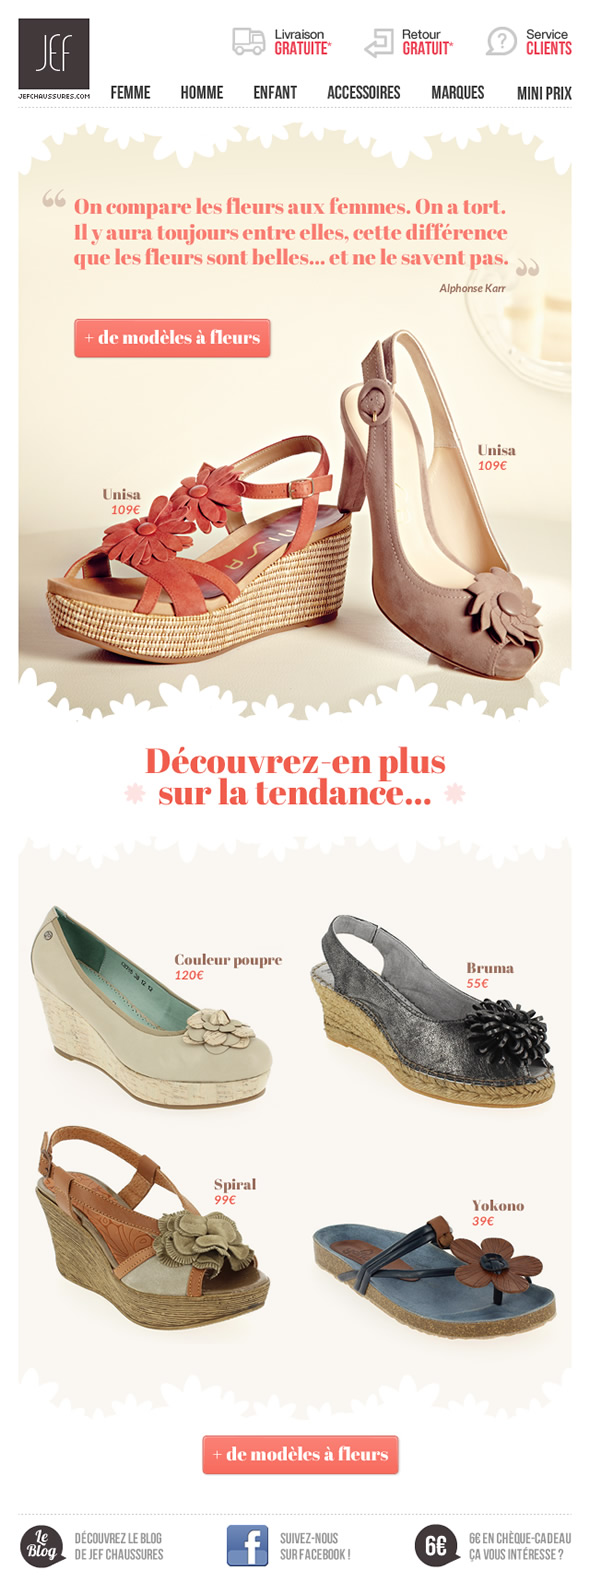 JEF
JEFCHAUSSURES.COM
Livraison
GRATUITE*
Retour
GRATUIT*
Service
CLIENTS
FEMME HOMME ENFANT ACCESSOIRES MARQUES MINI PRIX
“ On compare les fleurs aux femmes. On a tort.
Il y aura toujours entre elles, cette différence
que les fleurs sont belles... et ne le savent pas. ”
Alphonse Karr
+ de modèles à fleurs
Unisa
109€
Unisa
109€
UNISA
Découvrez-en plus
sur la tendance...
Couleur poupre
120€
Bruma
55€
Spiral
99€
Yokono
39€
+ de modèles à fleurs
Le
Blog
DÉCOUVREZ LE BLOG
DE JEF CHAUSSURES
f
SUIVEZ-NOUS
SUR FACEBOOK !
6€
6€ EN CHÈQUE-CADEAU
ÇA VOUS INTÉRESSE ?